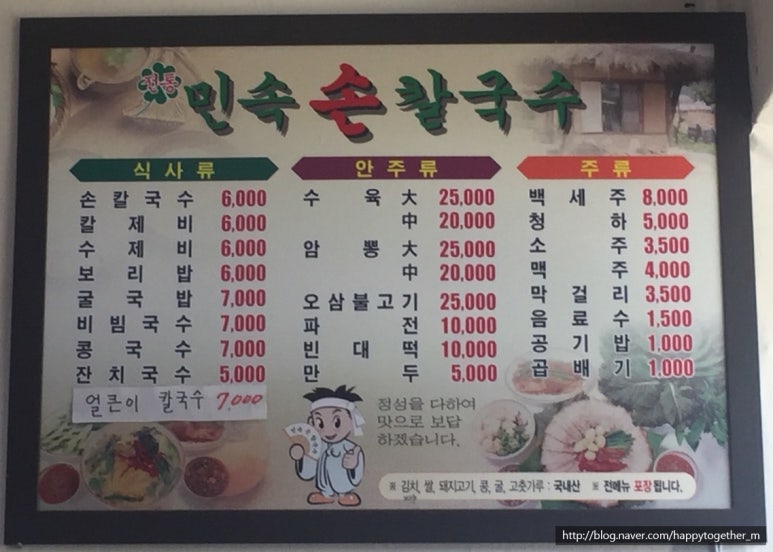 전통 민속 손 칼국수
식사류
손칼국수 6,000
칼제비 6,000
수제비 6,000
보리밥 6,000
굴국밥 7,000
비빔국수 7,000
콩국수 7,000
잔치국수 5,000
얼큰이 칼국수 7,000
안주류
수육 大 25,000
中 20,000
암뽕 大 25,000
中 20,000
오삼불고기 25,000
파전 10,000
빈대떡 10,000
만두 5,000
주류
백세주 8,000
청하 5,000
소주 3,500
맥주 4,000
막걸리 3,500
음료수 1,500
공기밥 1,000
곱배기 1,000
정성을 다하여
맛으로 보답
하겠습니다.
※ 김치, 쌀, 돼지고기, 콩, 굴, 고춧가루 : 국내산 ※ 전메뉴 포장됩니다.
http://blog.naver.com/happytogether_m